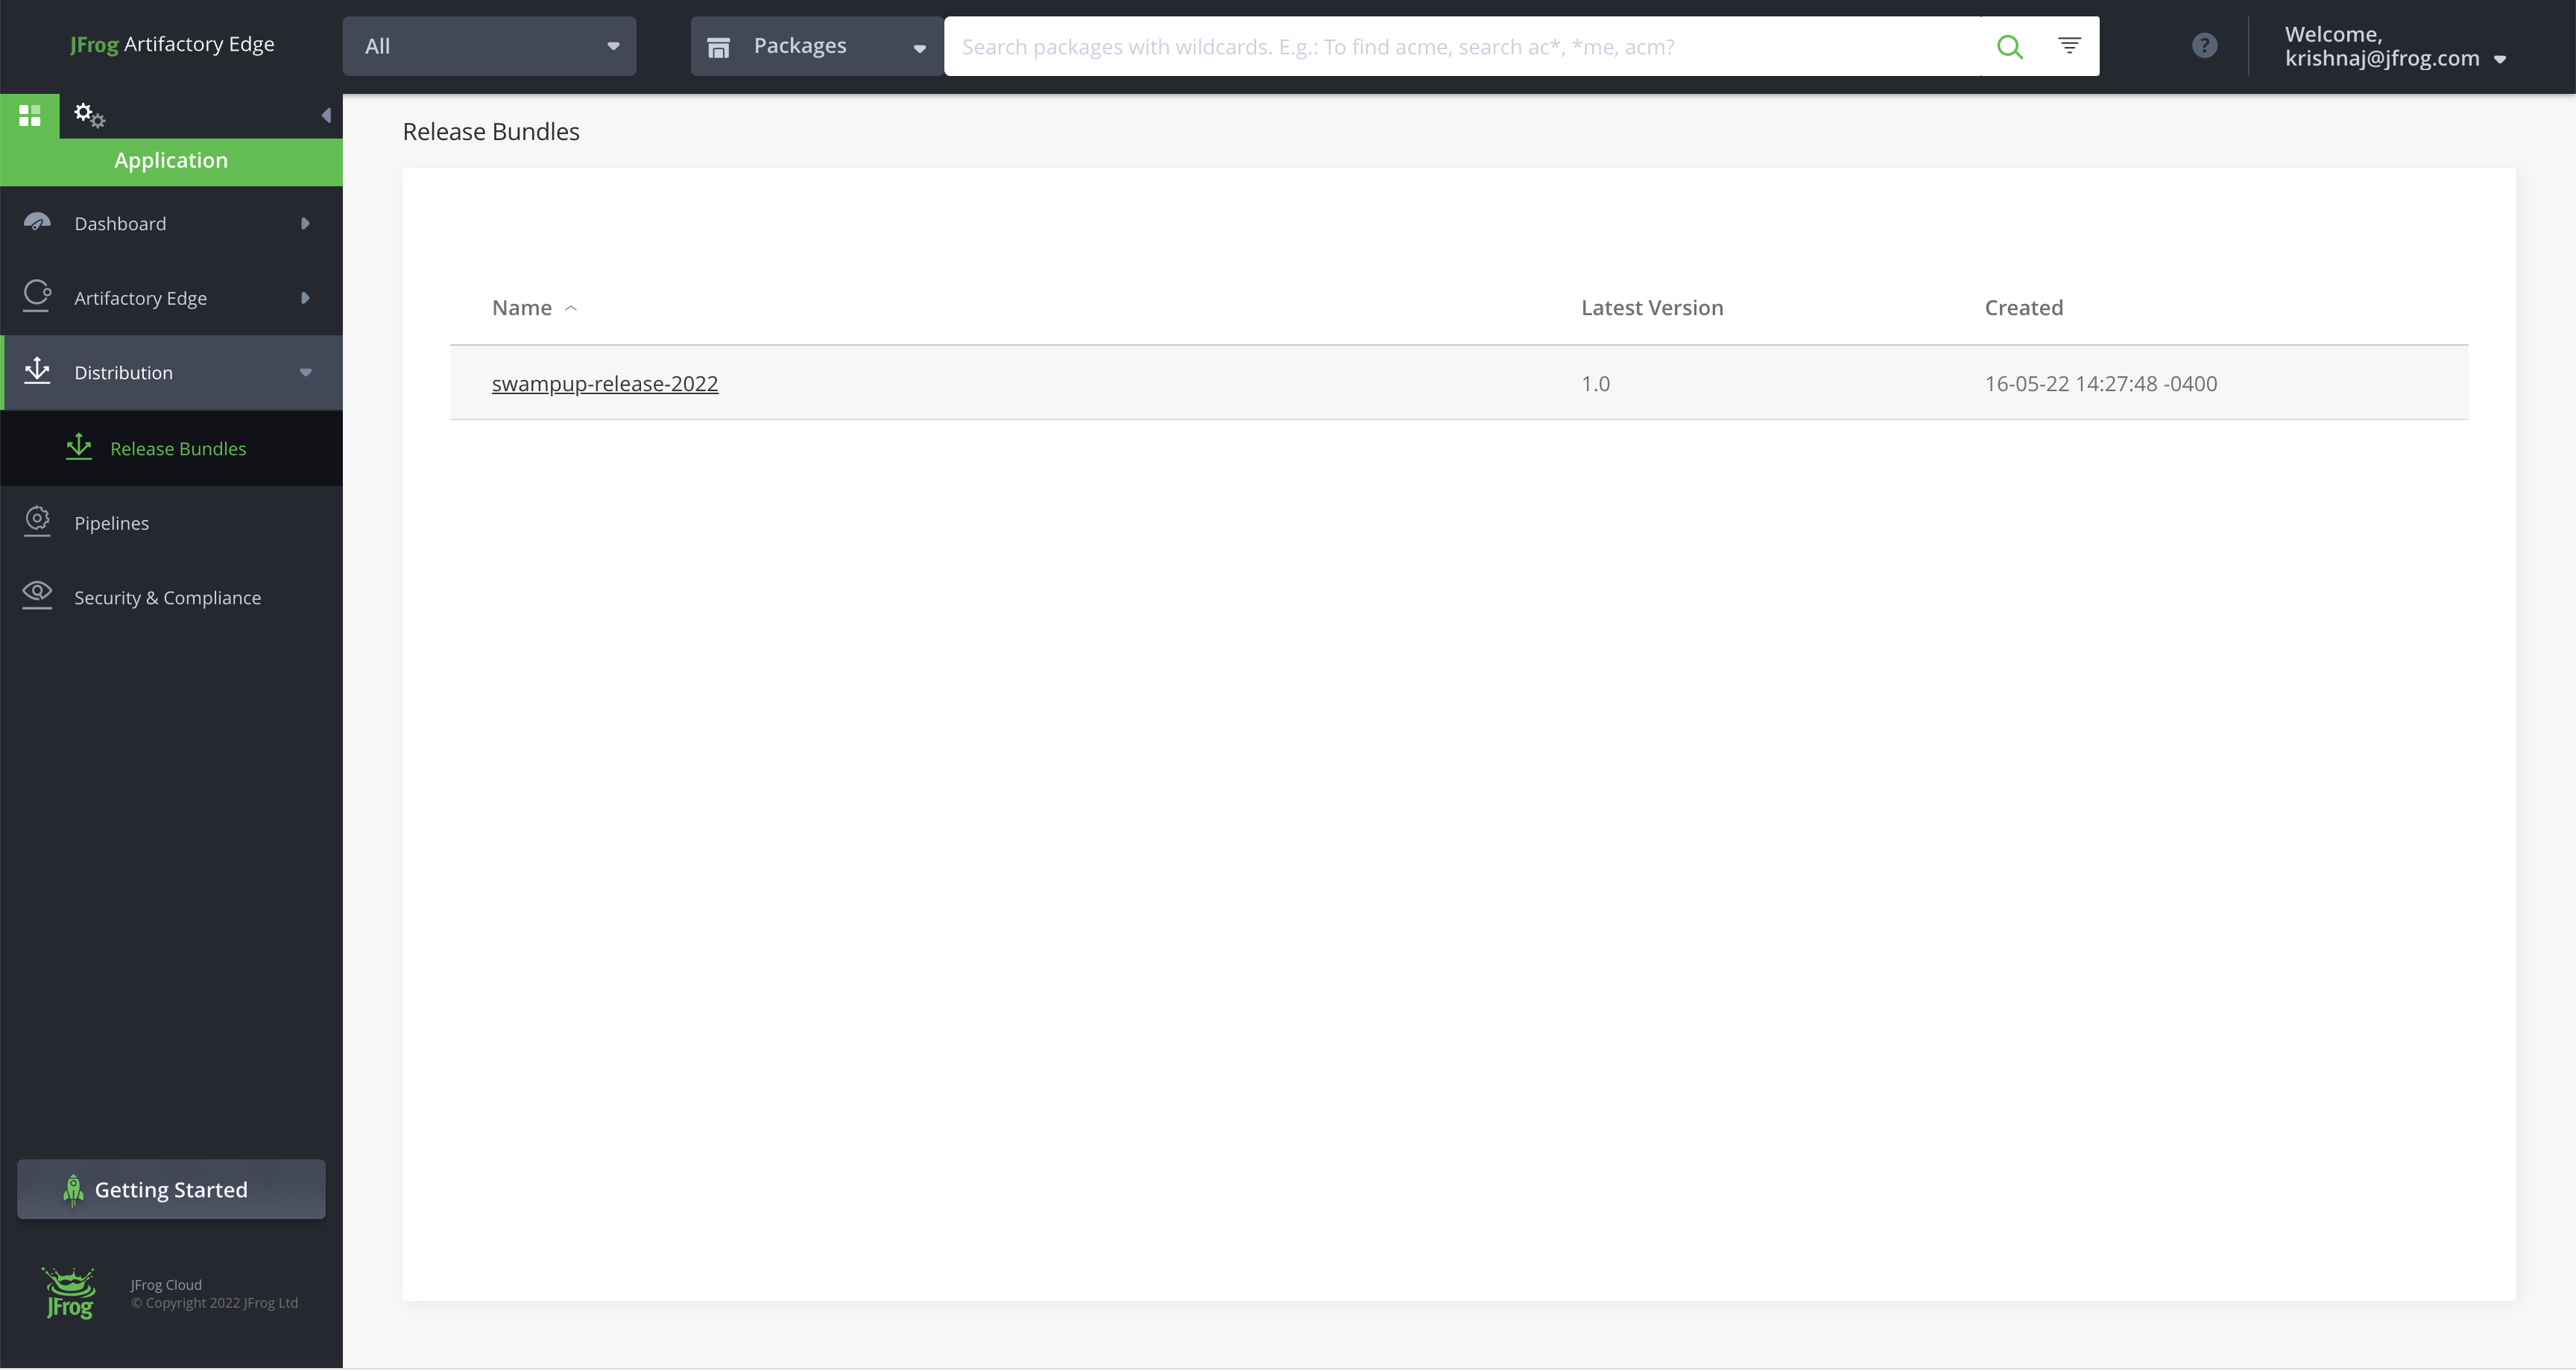 JFrog Artifactory Edge
All
Packages
Search packages with wildcards. E.g.: To find acme, search ac*, *me, acm?
?
Welcome,
krishnaj@jfrog.com
Application
Dashboard
Artifactory Edge
Distribution
Release Bundles
Pipelines
Security & Compliance
Getting Started
JFrog
JFrog Cloud
© Copyright 2022 JFrog Ltd
Release Bundles
Name Latest Version Created
swampup-release-2022 1.0 16-05-22 14:27:48 -0400